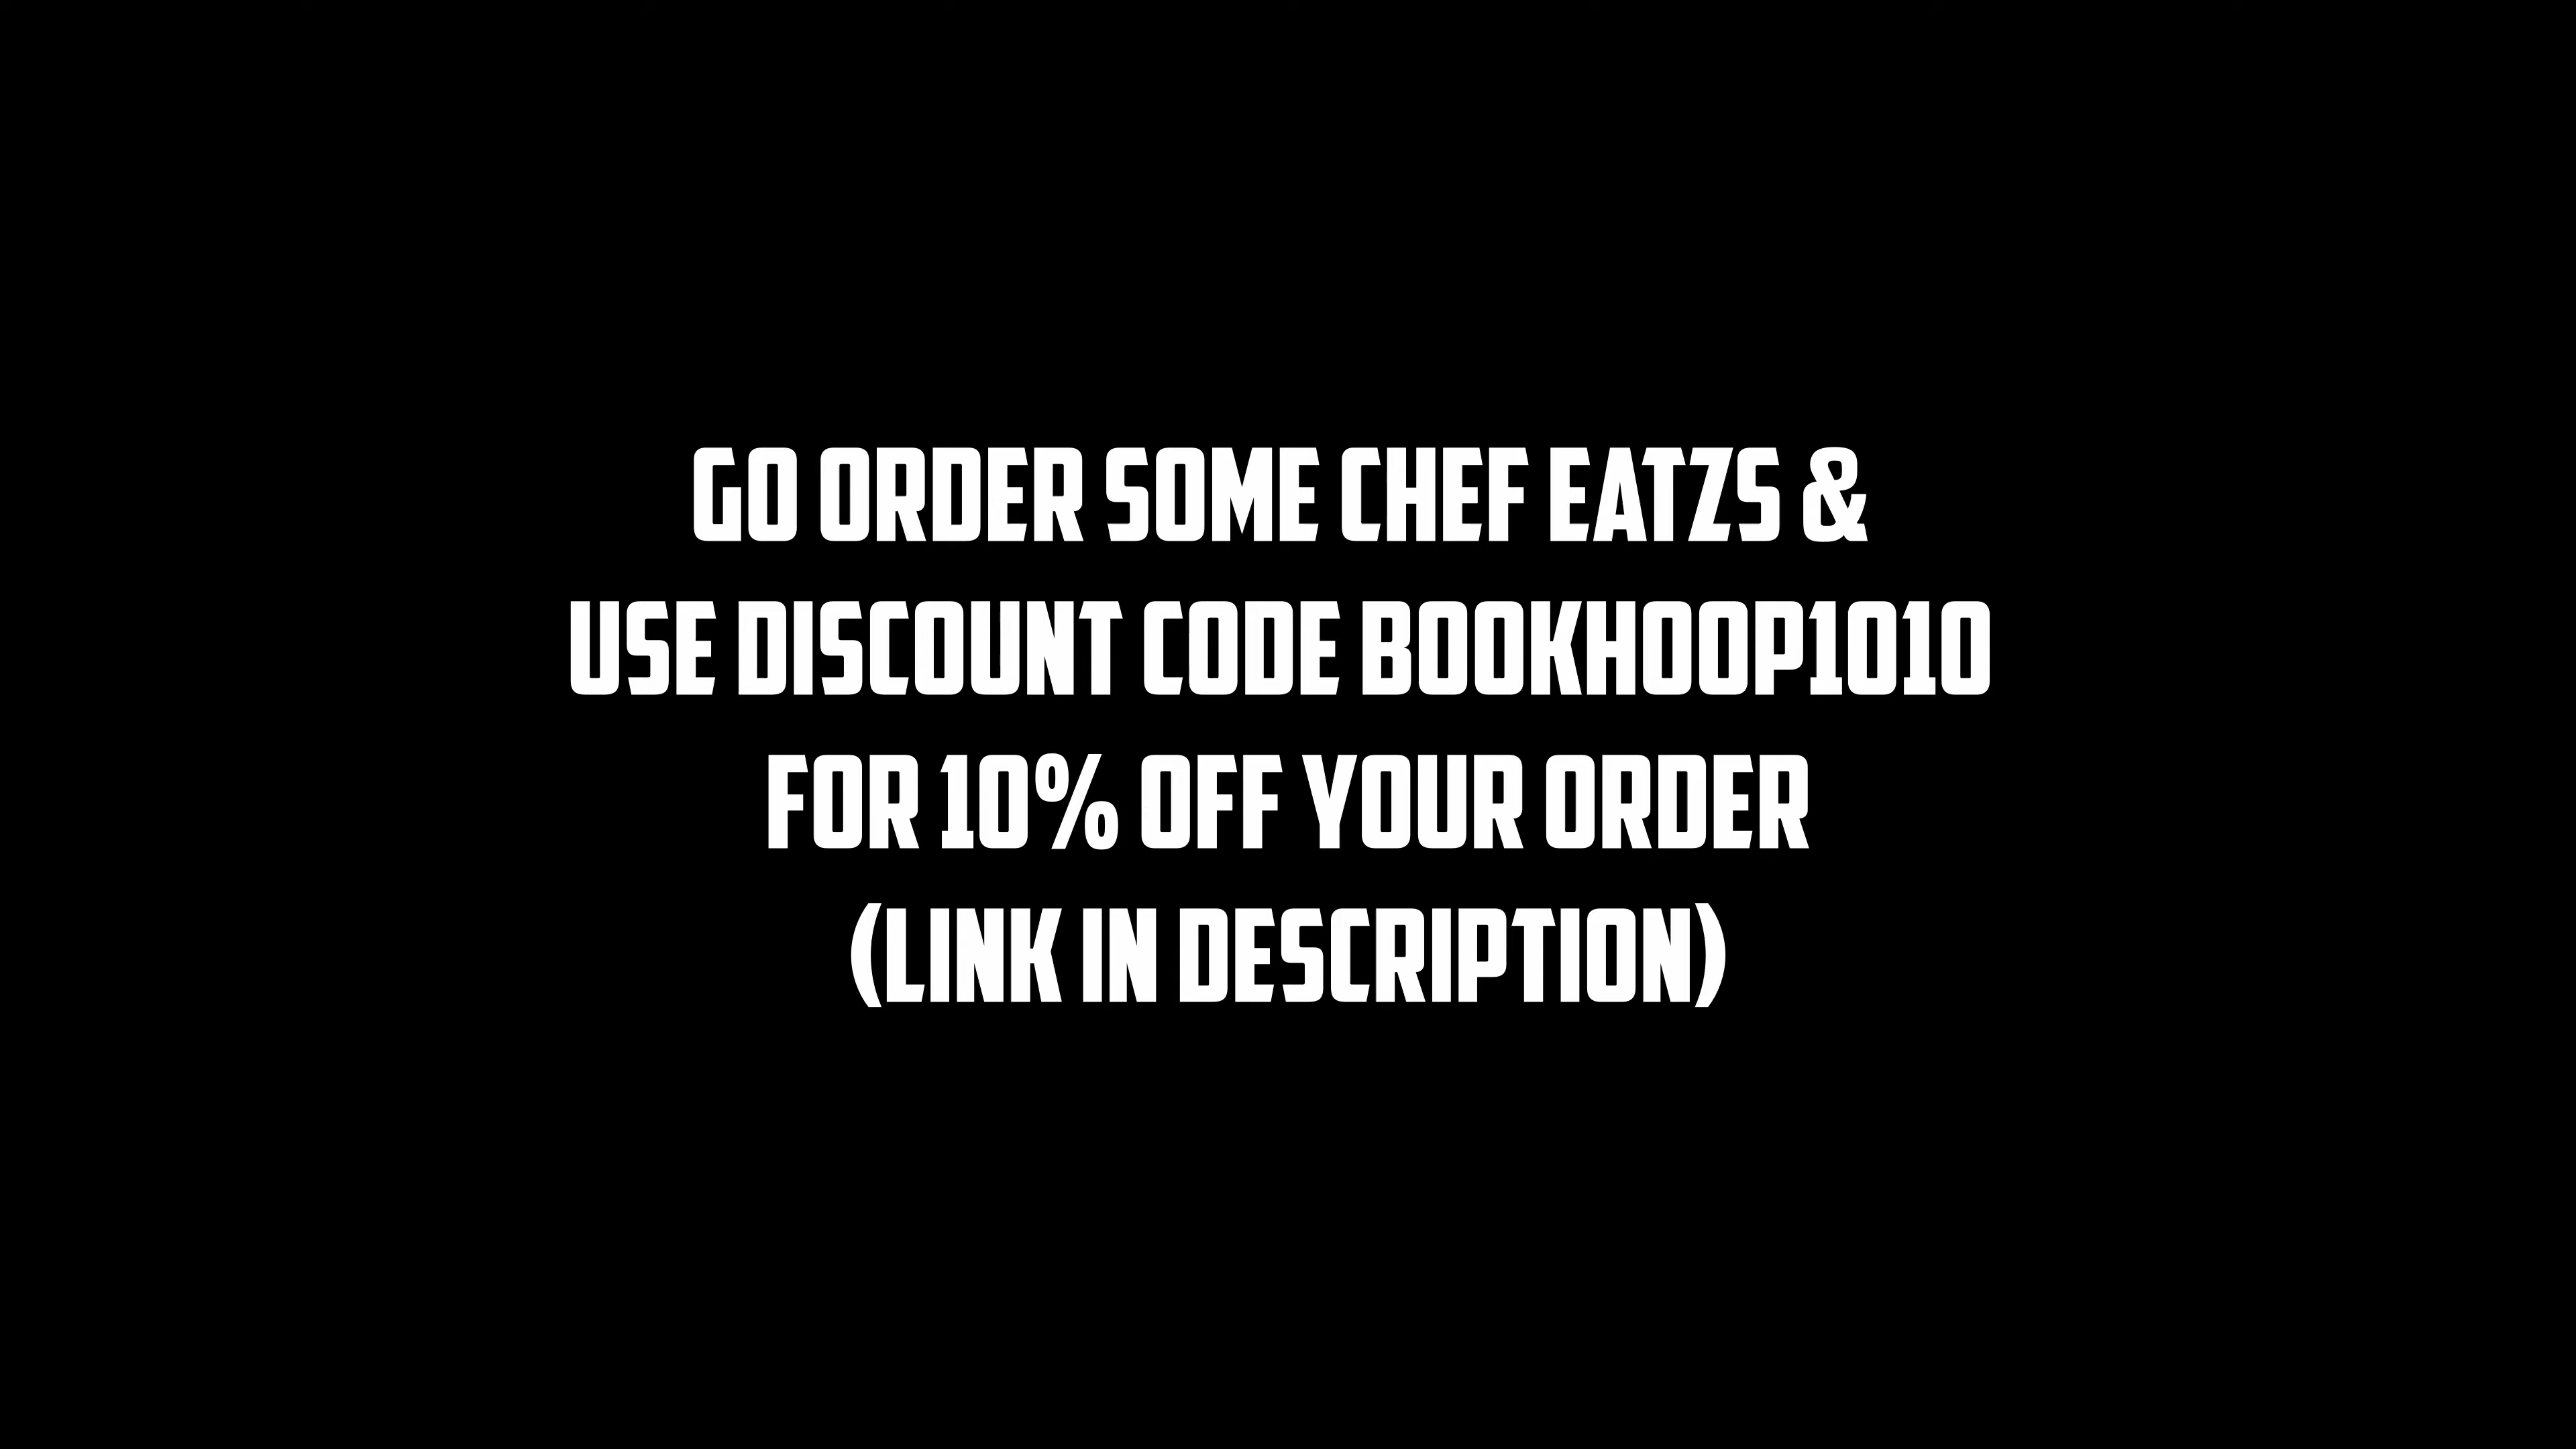 GO ORDER SOME CHEF EATZS &
USE DISCOUNT CODE BOOKHOOP1010
FOR 10% OFF YOUR ORDER
(LINK IN DESCRIPTION)